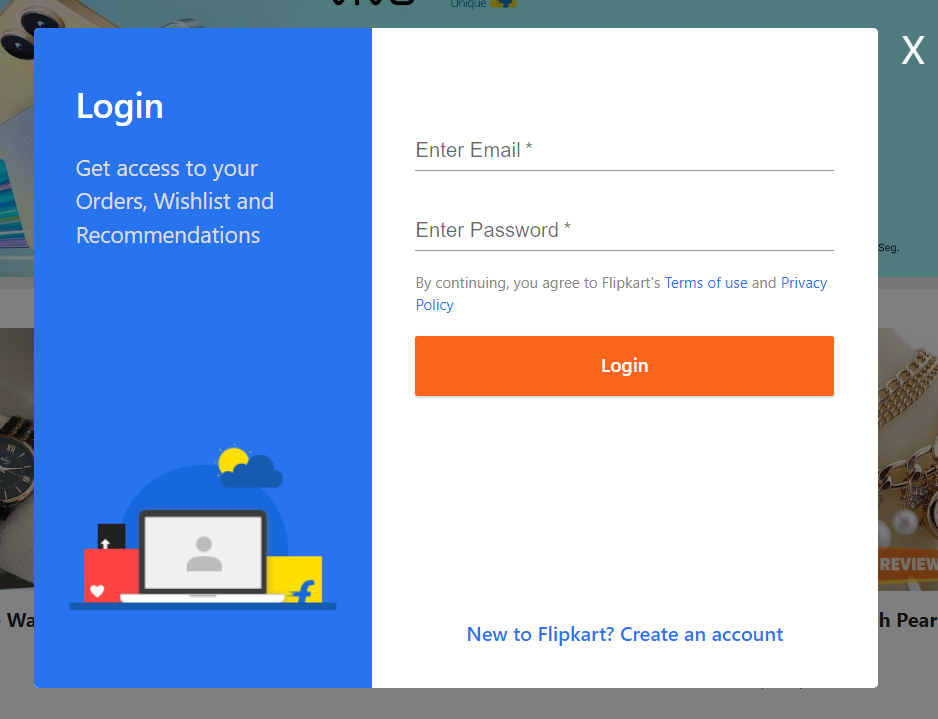 vivo
Unique
X
Login
Get access to your
Orders, Wishlist and
Recommendations
Enter Email *
Enter Password *
Seg.
By continuing, you agree to Flipkart's Terms of use and Privacy
Policy
Login
REVIEW
Wa
h Pear
New to Flipkart? Create an account